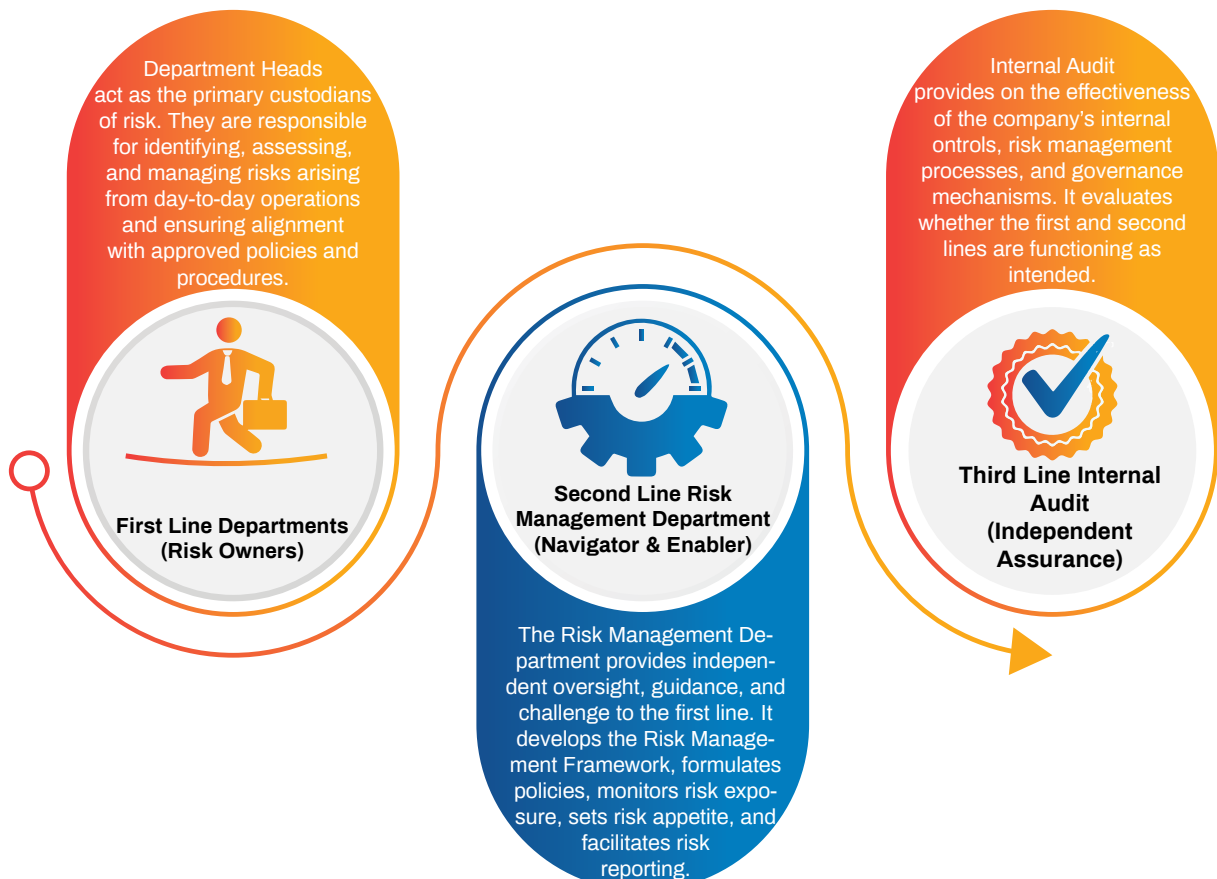 Department Heads
act as the primary custodians
of risk. They are responsible
for identifying, assessing,
and managing risks arising
from day-to-day operations
and ensuring alignment
with approved policies and
procedures.
First Line Departments
(Risk Owners)
Second Line Risk
Management Department
(Navigator & Enabler)
The Risk Management De-
partment provides indepen-
dent oversight, guidance, and
challenge to the first line. It
develops the Risk Manage-
ment Framework, formulates
policies, monitors risk expo-
sure, sets risk appetite, and
facilitates risk
reporting.
Internal Audit
provides on the effectiveness
of the company’s internal
ontrols, risk management
processes, and governance
mechanisms. It evaluates
whether the first and second
lines are functioning as
intended.
Third Line Internal
Audit
(Independent
Assurance)